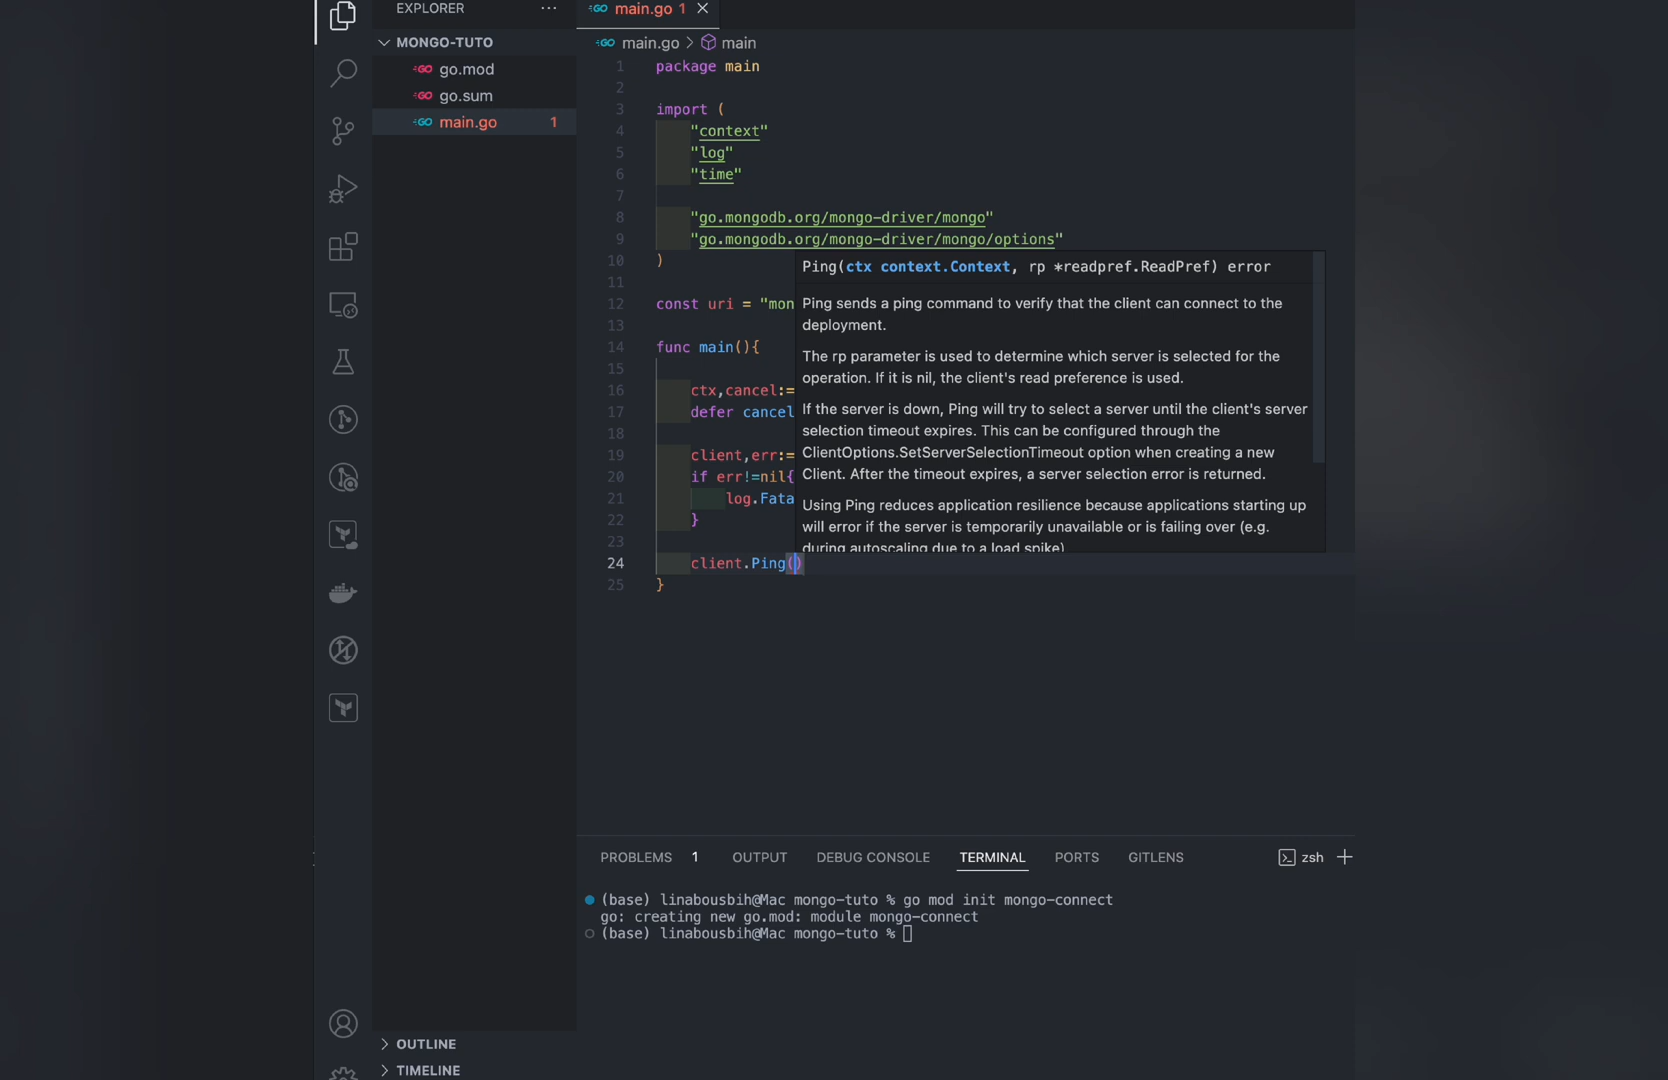 EXPLORER
MONGO-TUTO
go.mod
go.sum
main.go 1
main.go 1
main.go > main
1 package main
2
3 import (
4 "context"
5 "log"
6 "time"
7
8 "go.mongodb.org/mongo-driver/mongo"
9 "go.mongodb.org/mongo-driver/mongo/options"
10 )
11
12 const uri = "mon
13
14 func main(){
15
16 ctx,cancel:=
17 defer cancel
18
19 client,err:=
20 if err!=nil{
21 log.Fata
22 }
23
24 client.Ping()
25 }
Ping(ctx context.Context, rp *readpref.ReadPref) error
Ping sends a ping command to verify that the client can connect to the
deployment.
The rp parameter is used to determine which server is selected for the
operation. If it is nil, the client's read preference is used.
If the server is down, Ping will try to select a server until the client's server
selection timeout expires. This can be configured through the
ClientOptions.SetServerSelectionTimeout option when creating a new
Client. After the timeout expires, a server selection error is returned.
Using Ping reduces application resilience because applications starting up
will error if the server is temporarily unavailable or is failing over (e.g.
during autoscaling due to a load spike)
PROBLEMS 1 OUTPUT DEBUG CONSOLE TERMINAL PORTS GITLENS zsh
(base) linabousbih@Mac mongo-tuto % go mod init mongo-connect
go: creating new go.mod: module mongo-connect
(base) linabousbih@Mac mongo-tuto %
OUTLINE
TIMELINE